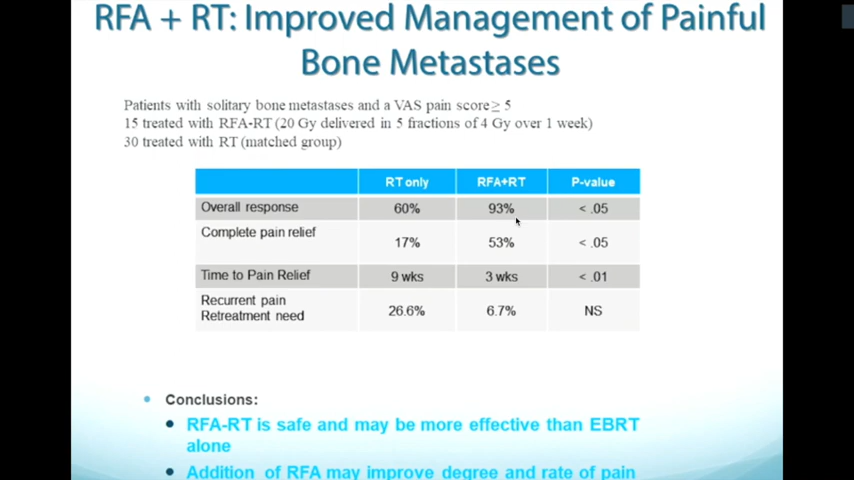 RFA + RT: Improved Management of Painful
Bone Metastases
Patients with solitary bone metastases and a VAS pain score ≥ 5
15 treated with RFA-RT (20 Gy delivered in 5 fractions of 4 Gy over 1 week)
30 treated with RT (matched group)
RT only RFA+RT P-value
Overall response 60% 93% < .05
Complete pain relief 17% 53% < .05
Time to Pain Relief 9 wks 3 wks < .01
Recurrent pain
Retreatment need 26.6% 6.7% NS
Conclusions:
RFA-RT is safe and may be more effective than EBRT
alone
Addition of RFA may improve degree and rate of pain